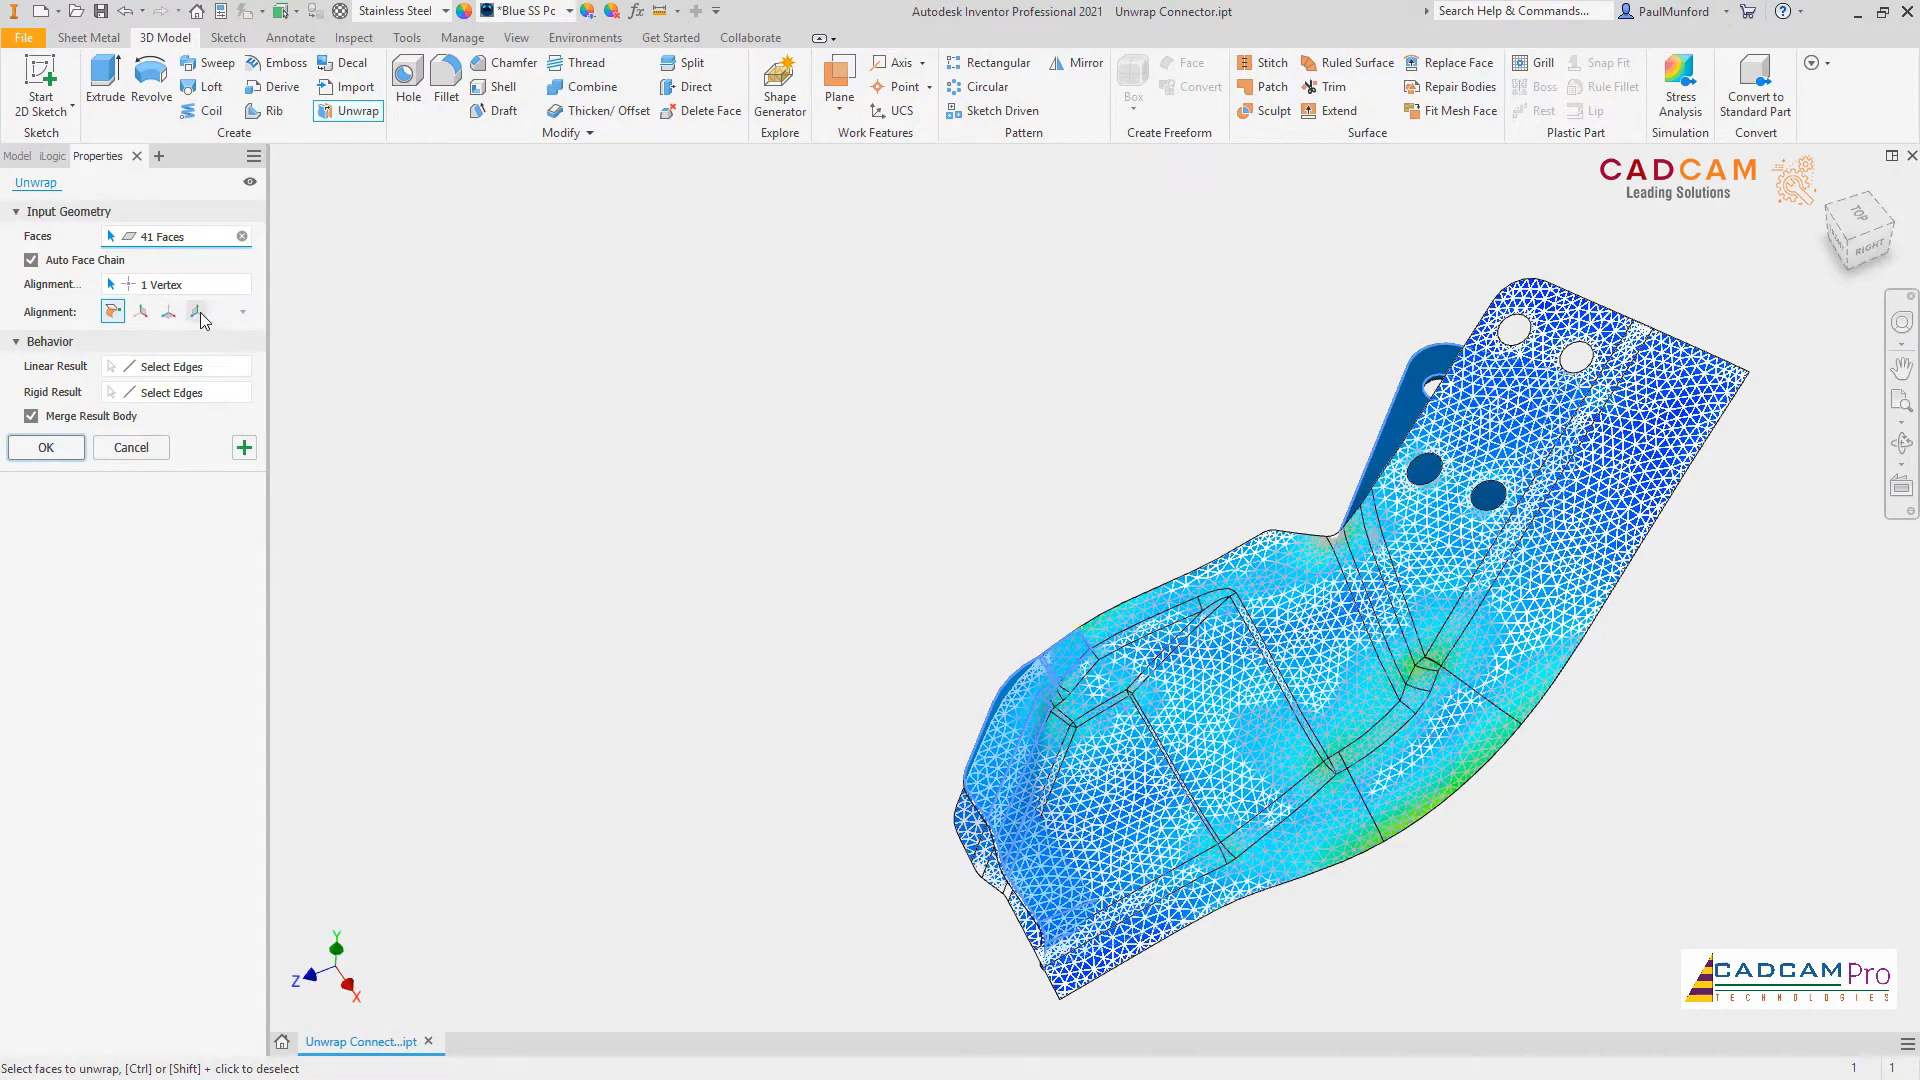 Stainless Steel
*Blue SS Pc
fx
Autodesk Inventor Professional 2021 Unwrap Connector.ipt
Search Help & Commands...
PaulMunford
File
Sheet Metal
3D Model
Sketch
Annotate
Inspect
Tools
Manage
View
Environments
Get Started
Collaborate
Start
2D Sketch
Sketch
Extrude
Revolve
Sweep
Emboss
Decal
Loft
Derive
Import
Coil
Rib
Unwrap
Create
Hole
Fillet
Chamfer
Thread
Split
Shell
Combine
Direct
Draft
Thicken/ Offset
Delete Face
Modify
Shape
Generator
Explore
Plane
Axis
Point
UCS
Work Features
Rectangular
Mirror
Circular
Sketch Driven
Pattern
Box
Face
Convert
Create Freeform
Stitch
Ruled Surface
Replace Face
Patch
Trim
Repair Bodies
Sculpt
Extend
Fit Mesh Face
Surface
Grill
Snap Fit
Boss
Rule Fillet
Rest
Lip
Plastic Part
Stress
Analysis
Simulation
Convert to
Standard Part
Convert
Model
iLogic
Properties
Unwrap
Input Geometry
Faces
41 Faces
Auto Face Chain
Alignment...
1 Vertex
Alignment:
Behavior
Linear Result
Select Edges
Rigid Result
Select Edges
Merge Result Body
OK
Cancel
CADCAM
Leading Solutions
TOP
RIGHT
Y
Z
X
CADCAM Pro
TECHNOLOGIES
Unwrap Connect...ipt
Select faces to unwrap, [Ctrl] or [Shift] + click to deselect
1
1